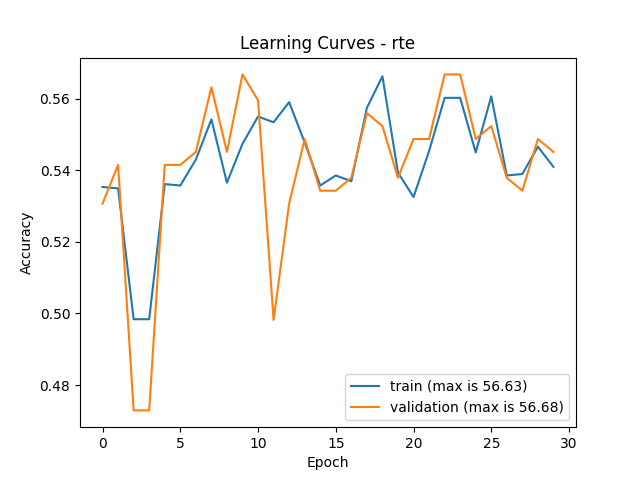 Learning Curves - rte
Accuracy
0.56
0.54
0.52
0.50
0.48
train (max is 56.63)
validation (max is 56.68)
0 5 10 15 20 25 30
Epoch